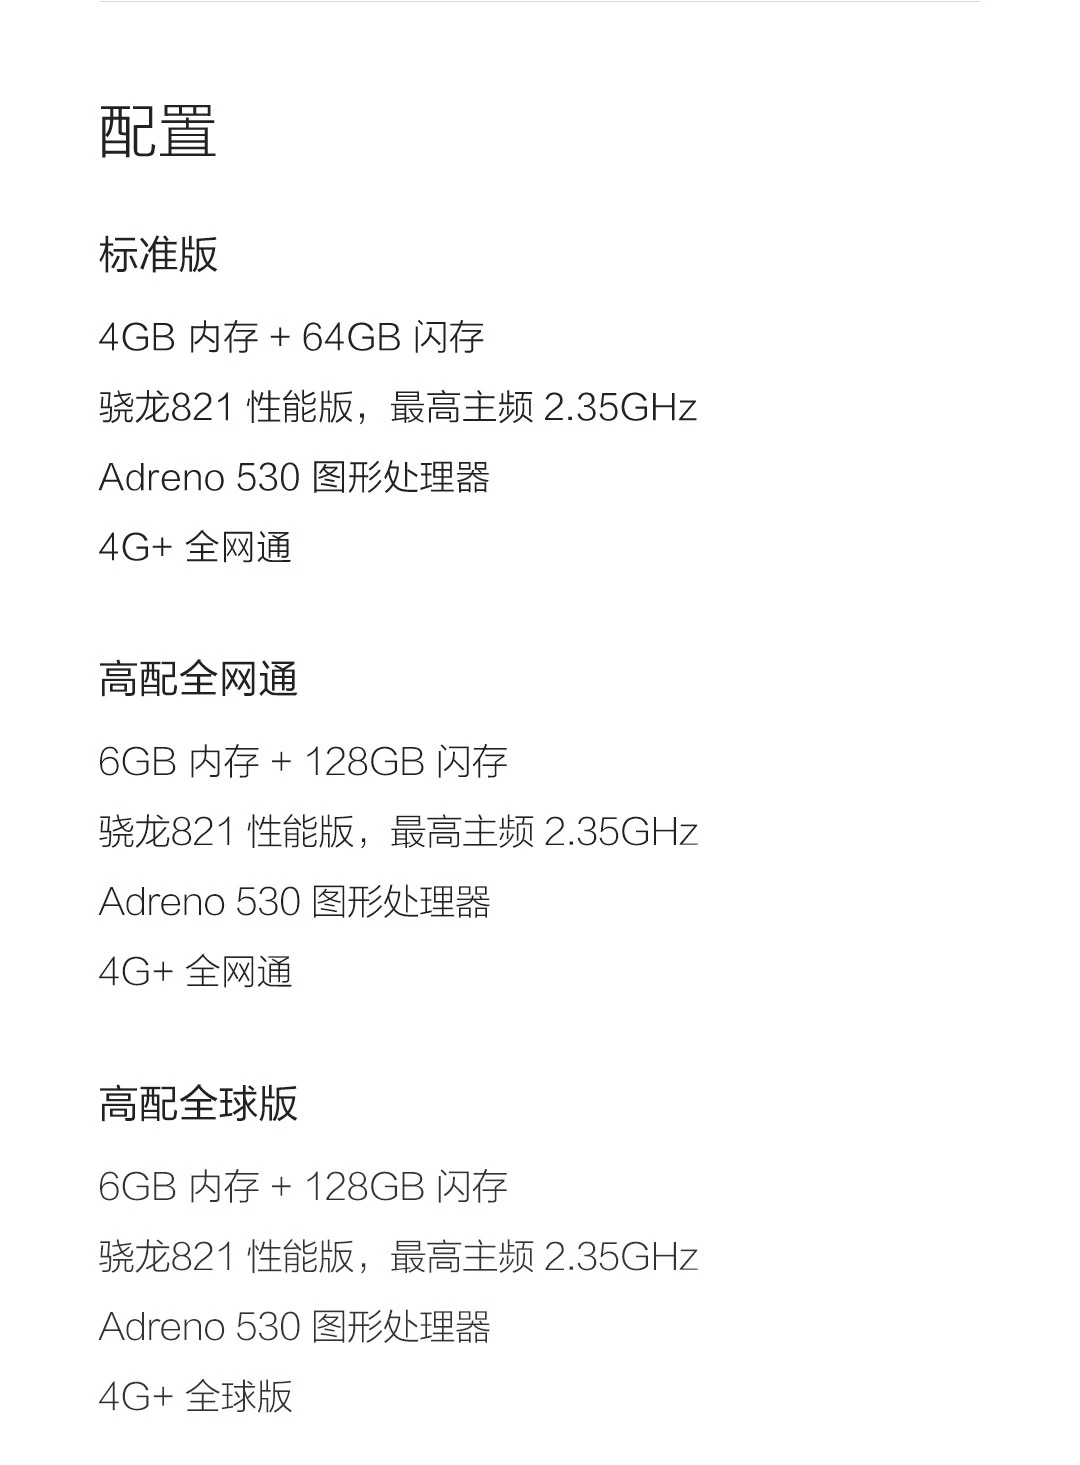 配置
标准版
4GB 内存 + 64GB 闪存
骁龙821 性能版，最高主频 2.35GHz
Adreno 530 图形处理器
4G+ 全网通
高配全网通
6GB 内存 + 128GB 闪存
骁龙821 性能版，最高主频 2.35GHz
Adreno 530 图形处理器
4G+ 全网通
高配全球版
6GB 内存 + 128GB 闪存
骁龙821 性能版，最高主频 2.35GHz
Adreno 530 图形处理器
4G+ 全球版